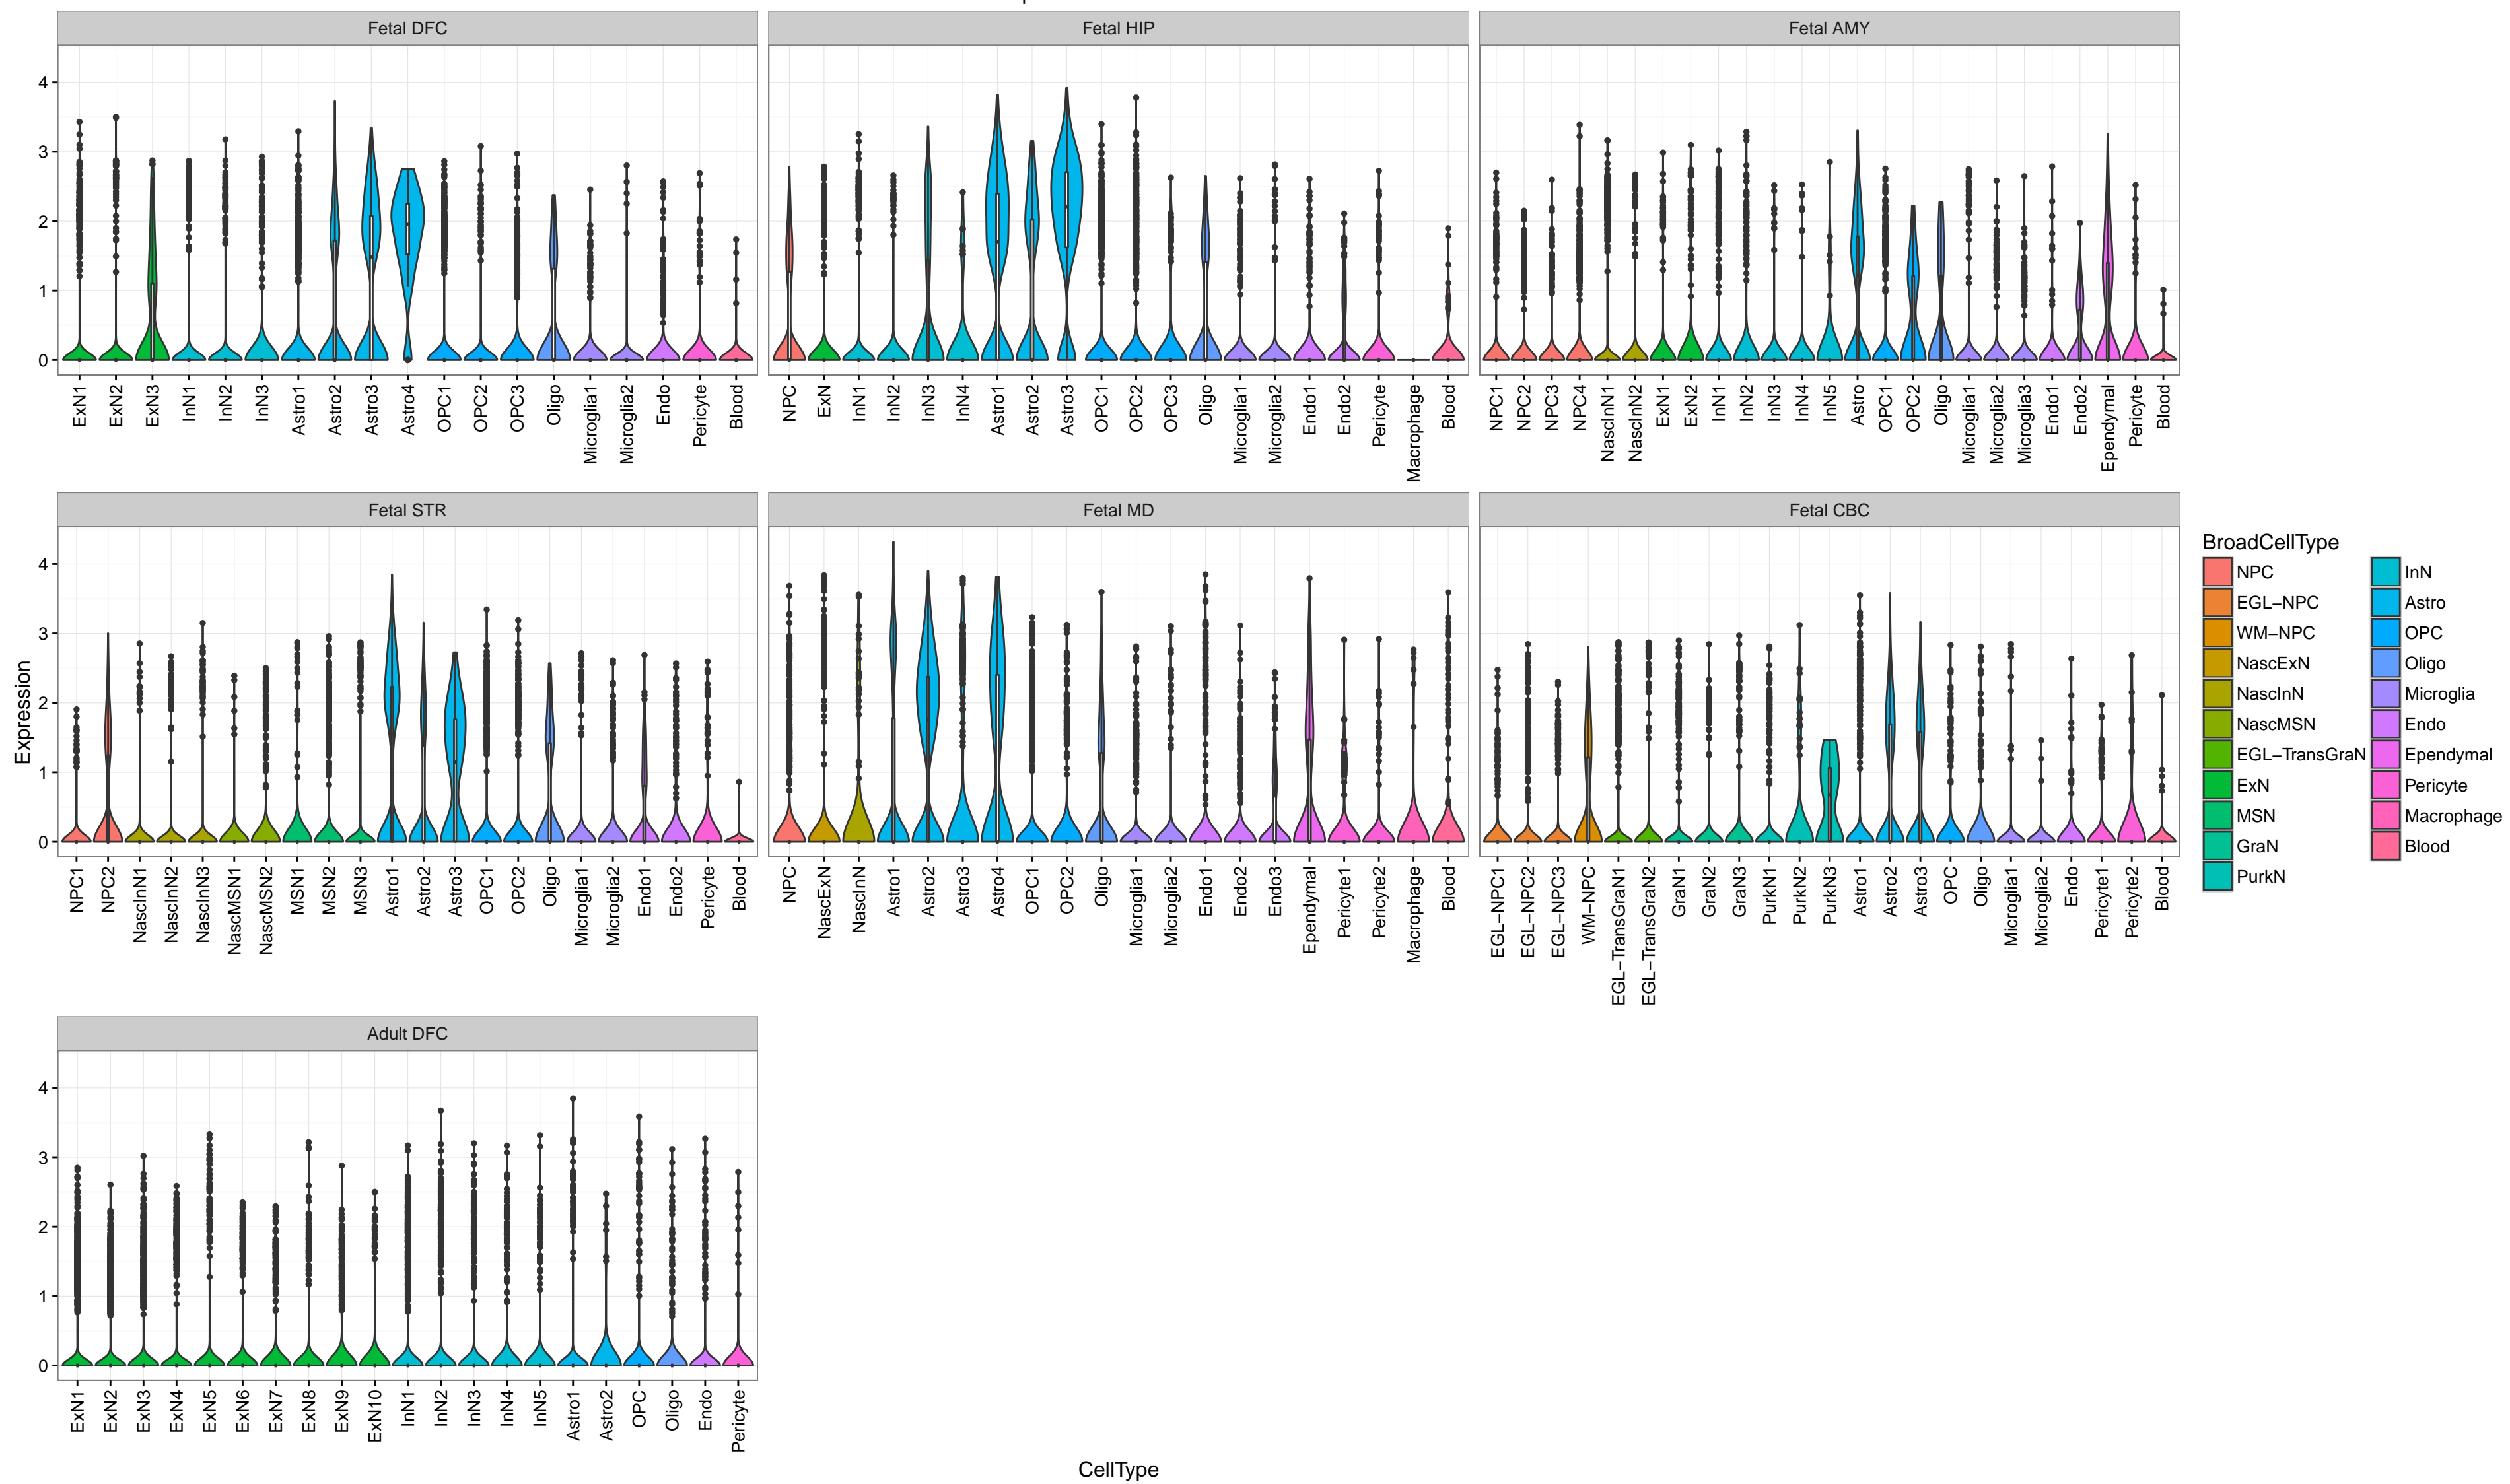 Fetal DFC Fetal HIP Fetal AMY
4
3
2
1
0
ExN1 ExN2 ExN3 InN1 InN2 InN3 Astro1 Astro2 Astro3 Astro4 OPC1 OPC2 OPC3 Oligo Microglia1 Microglia2 Endo Pericyte Blood
NPC ExN InN1 InN2 InN3 InN4 Astro1 Astro2 Astro3 OPC1 OPC2 OPC3 Oligo Microglia1 Microglia2 Endo1 Endo2 Pericyte Macrophage Blood
NPC1 NPC2 NPC3 NPC4 NascInN1 NascInN2 ExN1 ExN2 InN1 InN2 InN3 InN4 InN5 Astro OPC1 OPC2 Oligo Microglia1 Microglia2 Microglia3 Endo1 Endo2 Ependymal Pericyte Blood
Fetal STR Fetal MD Fetal CBC
Expression
4
3
2
1
0
NPC1 NPC2 NascInN1 NascInN2 NascInN3 NascMSN1 NascMSN2 MSN1 MSN2 MSN3 Astro1 Astro2 Astro3 OPC1 OPC2 Oligo Microglia1 Microglia2 Endo1 Endo2 Pericyte Blood
NPC NascExN NascInN Astro1 Astro2 Astro3 Astro4 OPC1 OPC2 Oligo Microglia1 Microglia2 Endo1 Endo2 Endo3 Ependymal Pericyte1 Pericyte2 Macrophage Blood
EGL−NPC1 EGL−NPC2 EGL−NPC3 WM−NPC EGL−TransGraN1 EGL−TransGraN2 GraN1 GraN2 GraN3 PurkN1 PurkN2 PurkN3 Astro1 Astro2 Astro3 OPC Oligo Microglia1 Microglia2 Endo Pericyte1 Pericyte2 Blood
BroadCellType
NPC InN
EGL−NPC Astro
WM−NPC OPC
NascExN Oligo
NascInN Microglia
NascMSN Endo
EGL−TransGraN Ependymal
ExN Pericyte
MSN Macrophage
GraN Blood
PurkN
Adult DFC
4
3
2
1
0
ExN1 ExN2 ExN3 ExN4 ExN5 ExN6 ExN7 ExN8 ExN9 ExN10 InN1 InN2 InN3 InN4 InN5 Astro1 Astro2 OPC Oligo Endo Pericyte
CellType